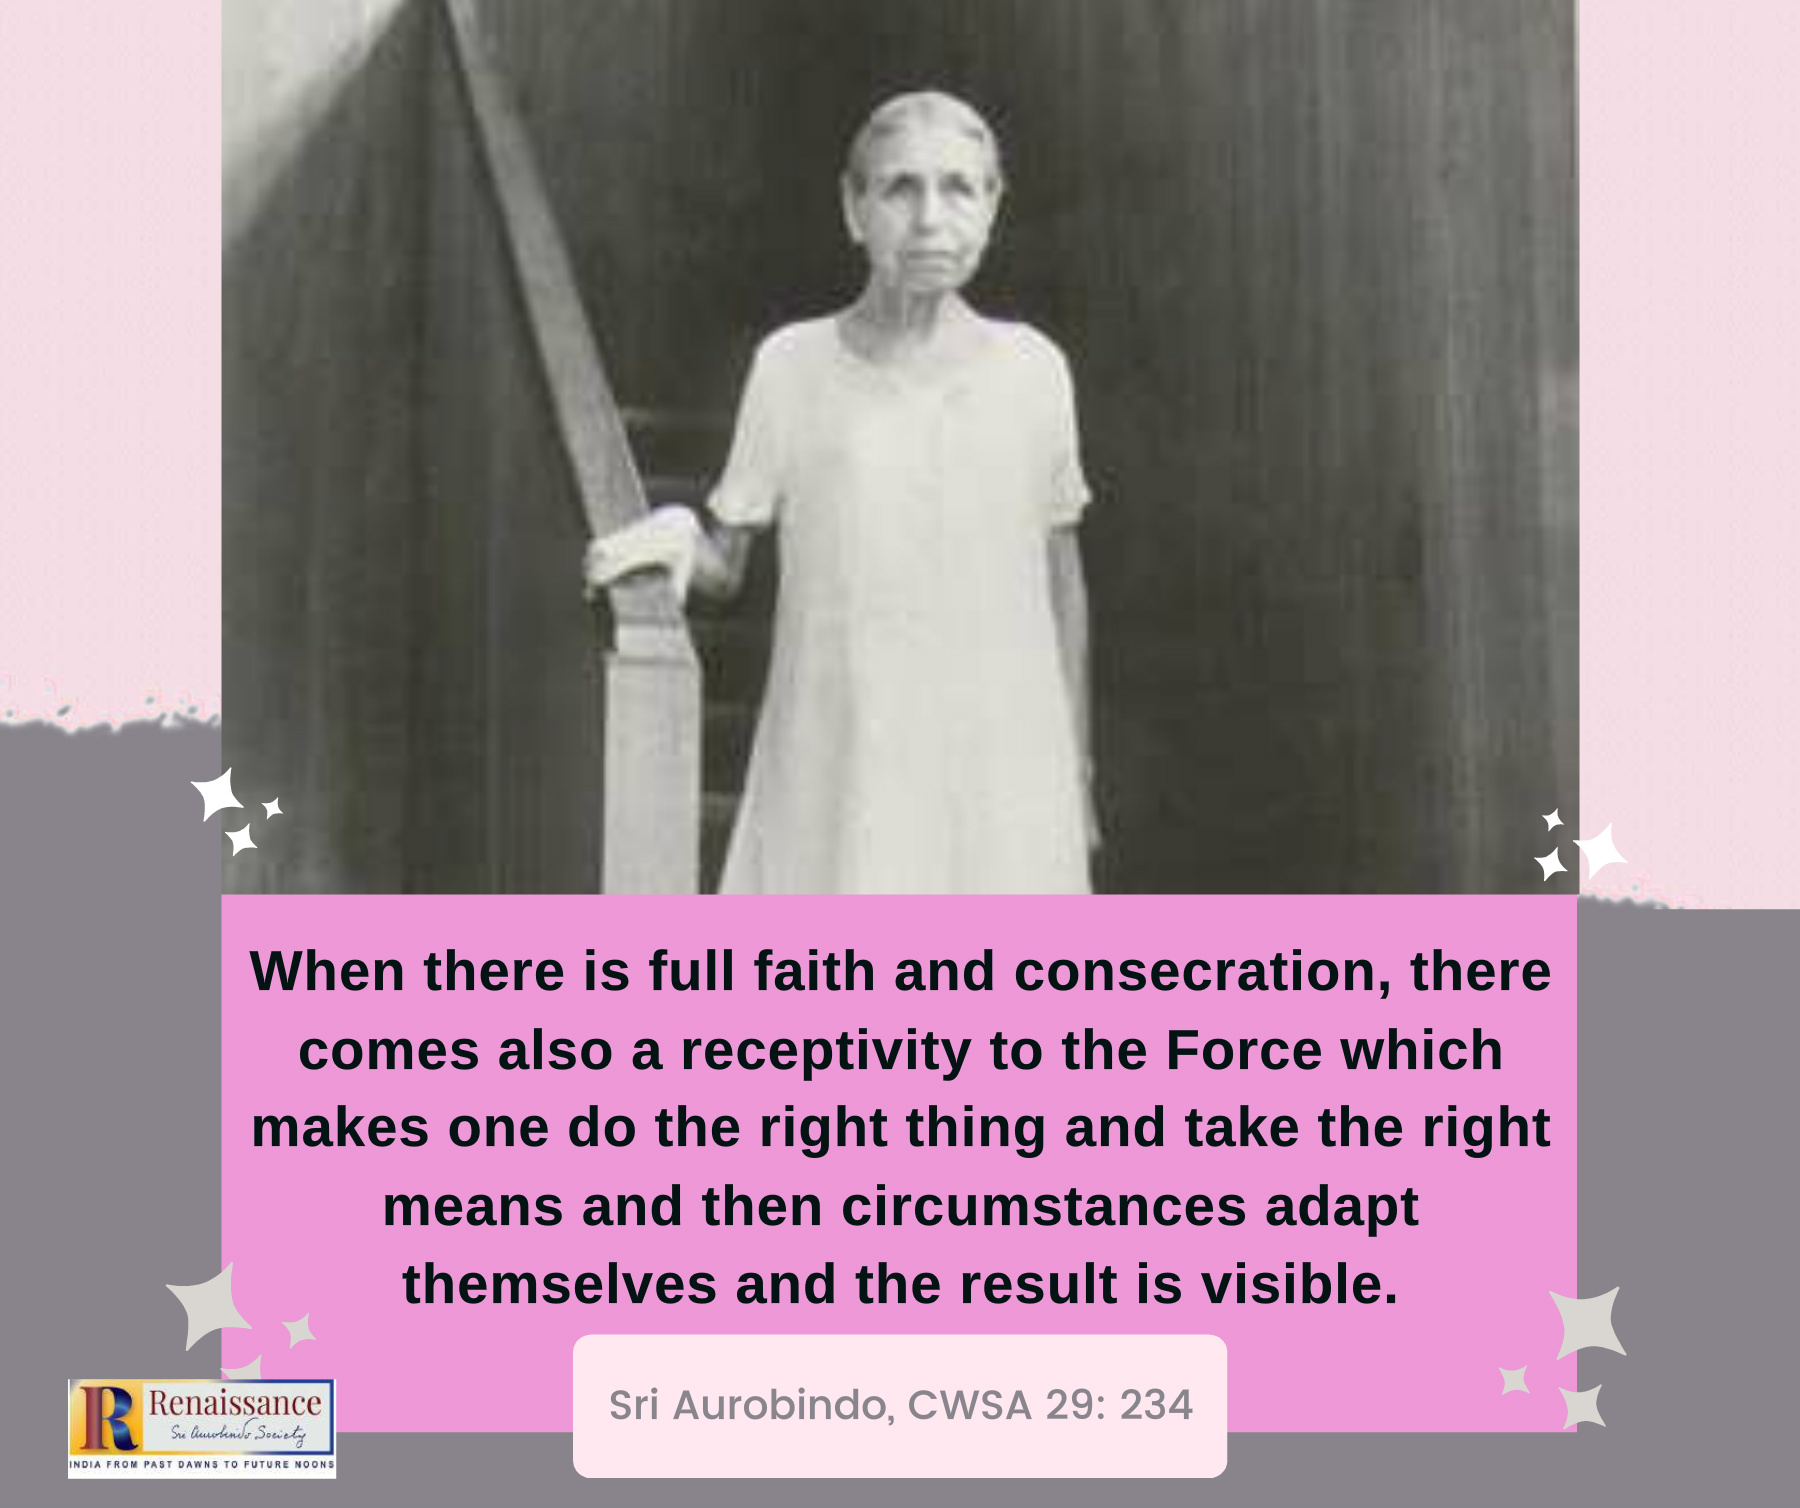 When there is full faith and consecration, there
comes also a receptivity to the Force which
makes one do the right thing and take the right
means and then circumstances adapt
themselves and the result is visible.
Sri Aurobindo, CWSA 29: 234
R Renaissance
Sri Aurobindo Society
INDIA FROM PAST DAWNS TO FUTURE NOONS